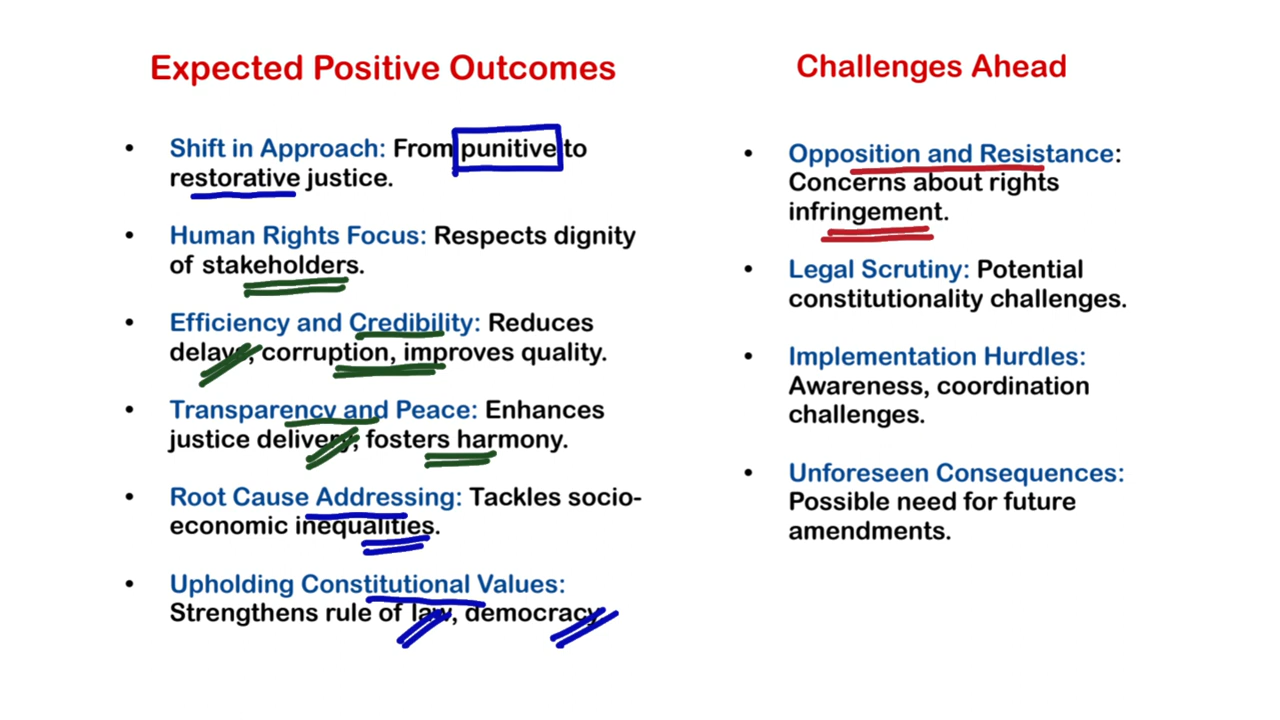 Expected Positive Outcomes
• Shift in Approach: From punitive to
restorative justice.
• Human Rights Focus: Respects dignity
of stakeholders.
• Efficiency and Credibility: Reduces
delays, corruption, improves quality.
• Transparency and Peace: Enhances
justice delivery, fosters harmony.
• Root Cause Addressing: Tackles socio-
economic inequalities.
• Upholding Constitutional Values:
Strengthens rule of law, democracy.
Challenges Ahead
• Opposition and Resistance:
Concerns about rights
infringement.
• Legal Scrutiny: Potential
constitutionality challenges.
• Implementation Hurdles:
Awareness, coordination
challenges.
• Unforeseen Consequences:
Possible need for future
amendments.